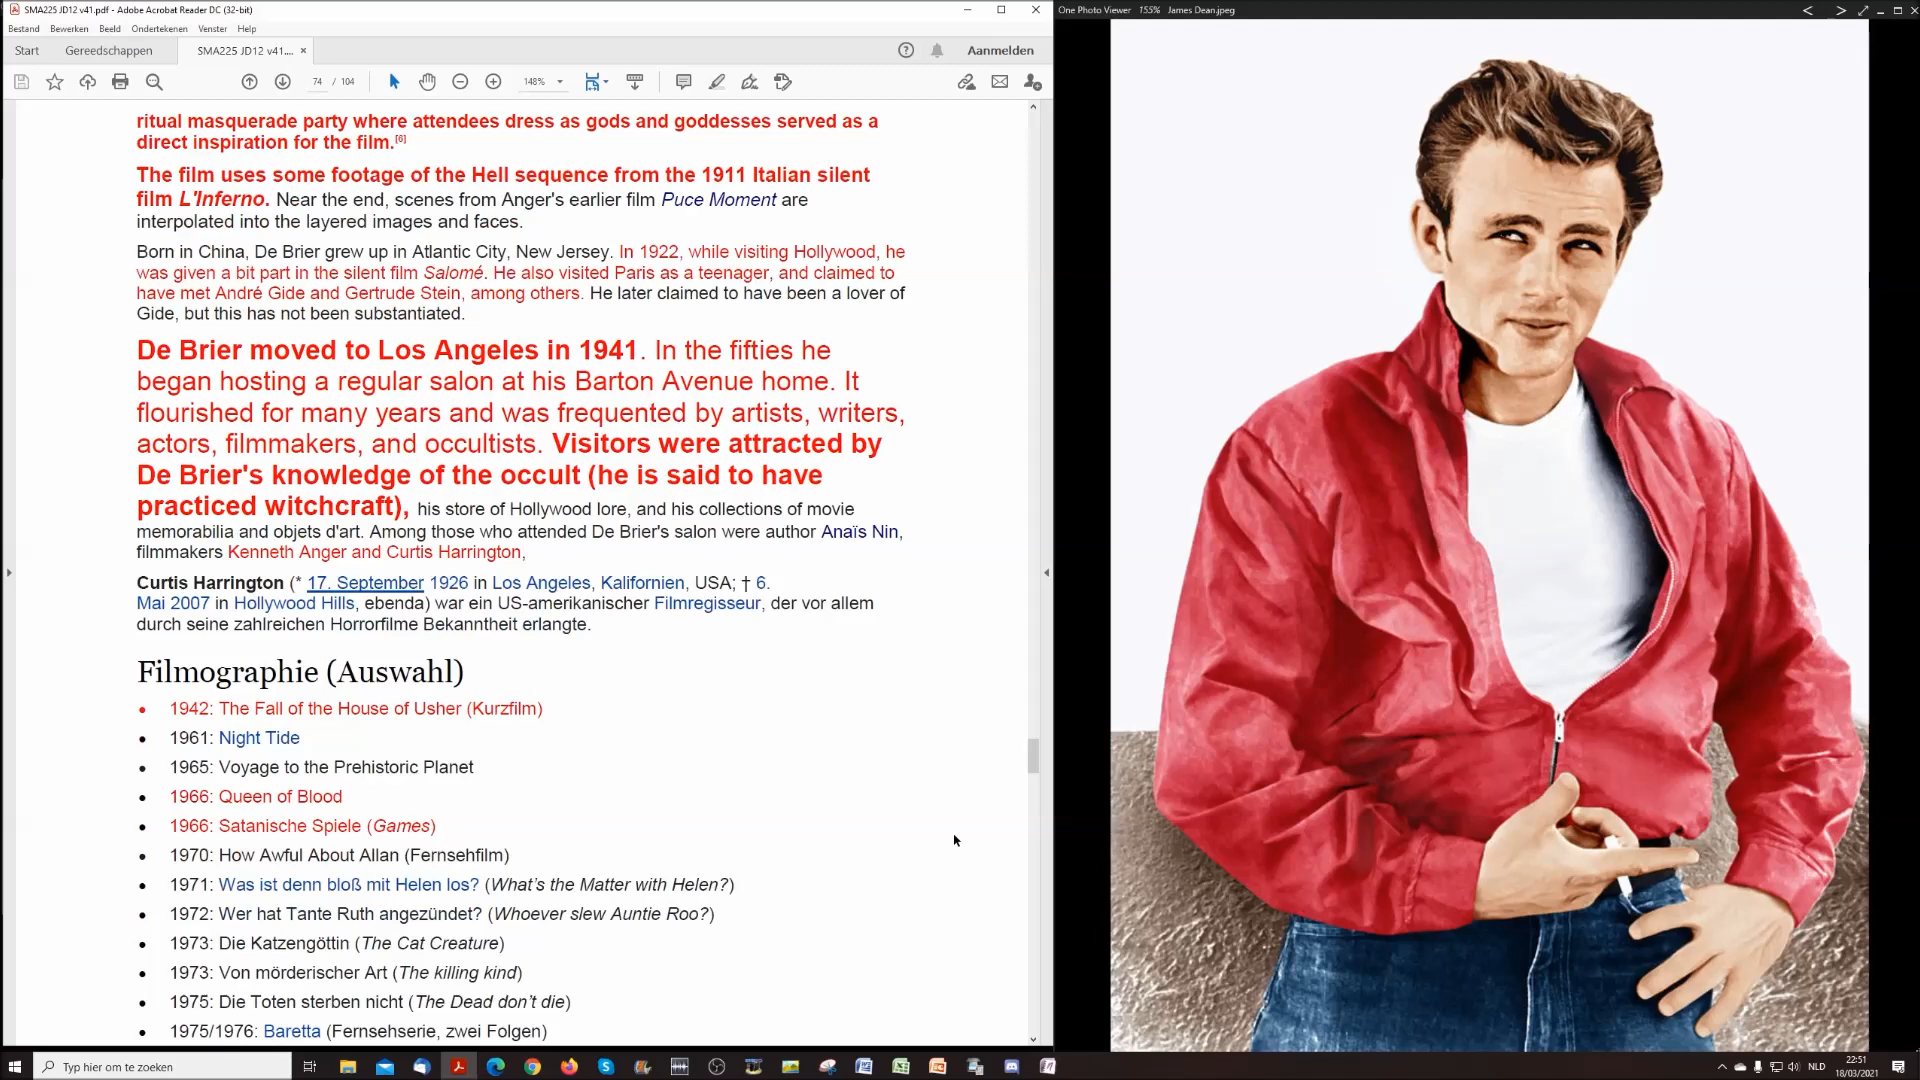 SMA225 JD12 v41.pdf - Adobe Acrobat Reader DC (32-bit)
Bestand Bewerken Beeld Ondertekenen Venster Help
Start Gereedschappen SMA225 JD12 v41.... × Aanmelden
74 / 104 148%
ritual masquerade party where attendees dress as gods and goddesses served as a
direct inspiration for the film.[6]
The film uses some footage of the Hell sequence from the 1911 Italian silent
film L'Inferno. Near the end, scenes from Anger's earlier film Puce Moment are
interpolated into the layered images and faces.
Born in China, De Brier grew up in Atlantic City, New Jersey. In 1922, while visiting Hollywood, he
was given a bit part in the silent film Salomé. He also visited Paris as a teenager, and claimed to
have met André Gide and Gertrude Stein, among others. He later claimed to have been a lover of
Gide, but this has not been substantiated.
De Brier moved to Los Angeles in 1941. In the fifties he
began hosting a regular salon at his Barton Avenue home. It
flourished for many years and was frequented by artists, writers,
actors, filmmakers, and occultists. Visitors were attracted by
De Brier's knowledge of the occult (he is said to have
practiced witchcraft), his store of Hollywood lore, and his collections of movie
memorabilia and objets d'art. Among those who attended De Brier's salon were author Anaïs Nin,
filmmakers Kenneth Anger and Curtis Harrington,
Curtis Harrington (* 17. September 1926 in Los Angeles, Kalifornien, USA; † 6.
Mai 2007 in Hollywood Hills, ebenda) war ein US-amerikanischer Filmregisseur, der vor allem
durch seine zahlreichen Horrorfilme Bekanntheit erlangte.
Filmographie (Auswahl)
• 1942: The Fall of the House of Usher (Kurzfilm)
• 1961: Night Tide
• 1965: Voyage to the Prehistoric Planet
• 1966: Queen of Blood
• 1966: Satanische Spiele (Games)
• 1970: How Awful About Allan (Fernsehfilm)
• 1971: Was ist denn bloß mit Helen los? (What's the Matter with Helen?)
• 1972: Wer hat Tante Ruth angezündet? (Whoever slew Auntie Roo?)
• 1973: Die Katzengöttin (The Cat Creature)
• 1973: Von mörderischer Art (The killing kind)
• 1975: Die Toten sterben nicht (The Dead don't die)
• 1975/1976: Baretta (Fernsehserie, zwei Folgen)
One Photo Viewer 155% James Dean.jpeg
Typ hier om te zoeken
NLD
22:51
18/03/2021